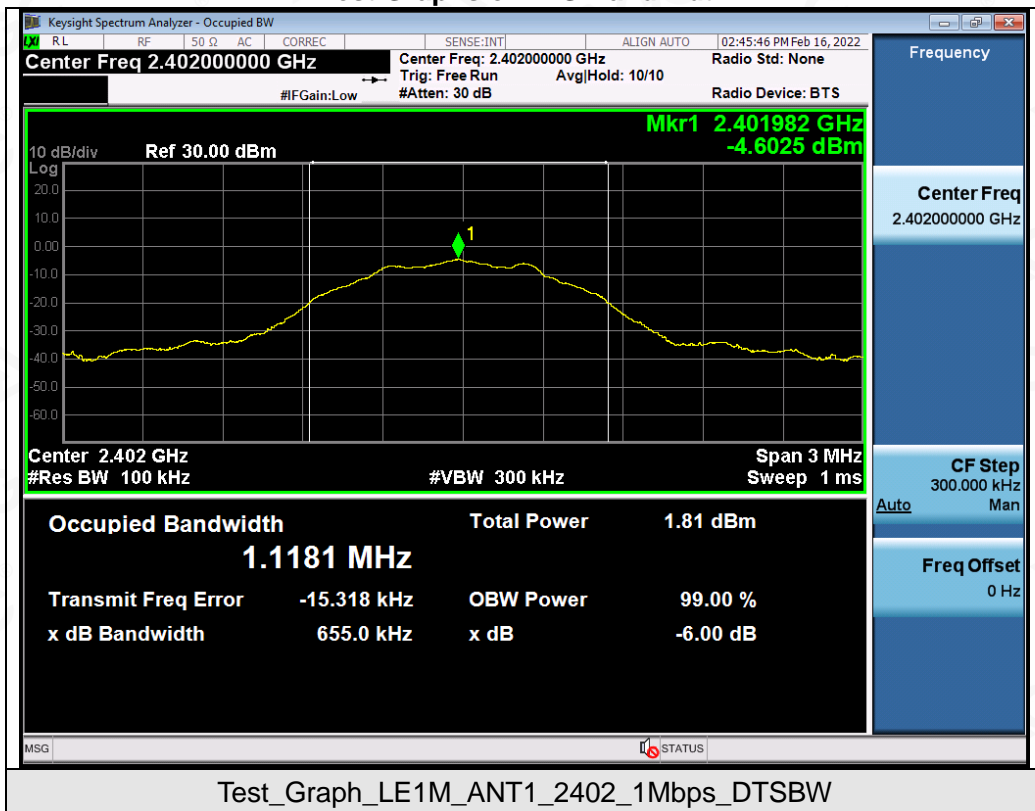 Keysight Spectrum Analyzer - Occupied BW
LXI RL RF 50 Ω AC CORREC SENSE:INT ALIGN AUTO 02:45:46 PM Feb 16, 2022
Center Freq 2.402000000 GHz
#IFGain:Low
Center Freq: 2.402000000 GHz
Trig: Free Run Avg|Hold: 10/10
#Atten: 30 dB
Radio Std: None
Radio Device: BTS
Mkr1 2.401982 GHz
-4.6025 dBm
10 dB/div Ref 30.00 dBm
Log
20.0
10.0
0.00
-10.0
-20.0
-30.0
-40.0
-50.0
-60.0
1
Center 2.402 GHz Span 3 MHz
#Res BW 100 kHz #VBW 300 kHz Sweep 1 ms
Occupied Bandwidth Total Power 1.81 dBm
1.1181 MHz
Transmit Freq Error -15.318 kHz OBW Power 99.00 %
x dB Bandwidth 655.0 kHz x dB -6.00 dB
Frequency
Center Freq
2.402000000 GHz
CF Step
300.000 kHz
Auto Man
Freq Offset
0 Hz
MSG STATUS
Test_Graph_LE1M_ANT1_2402_1Mbps_DTSBW